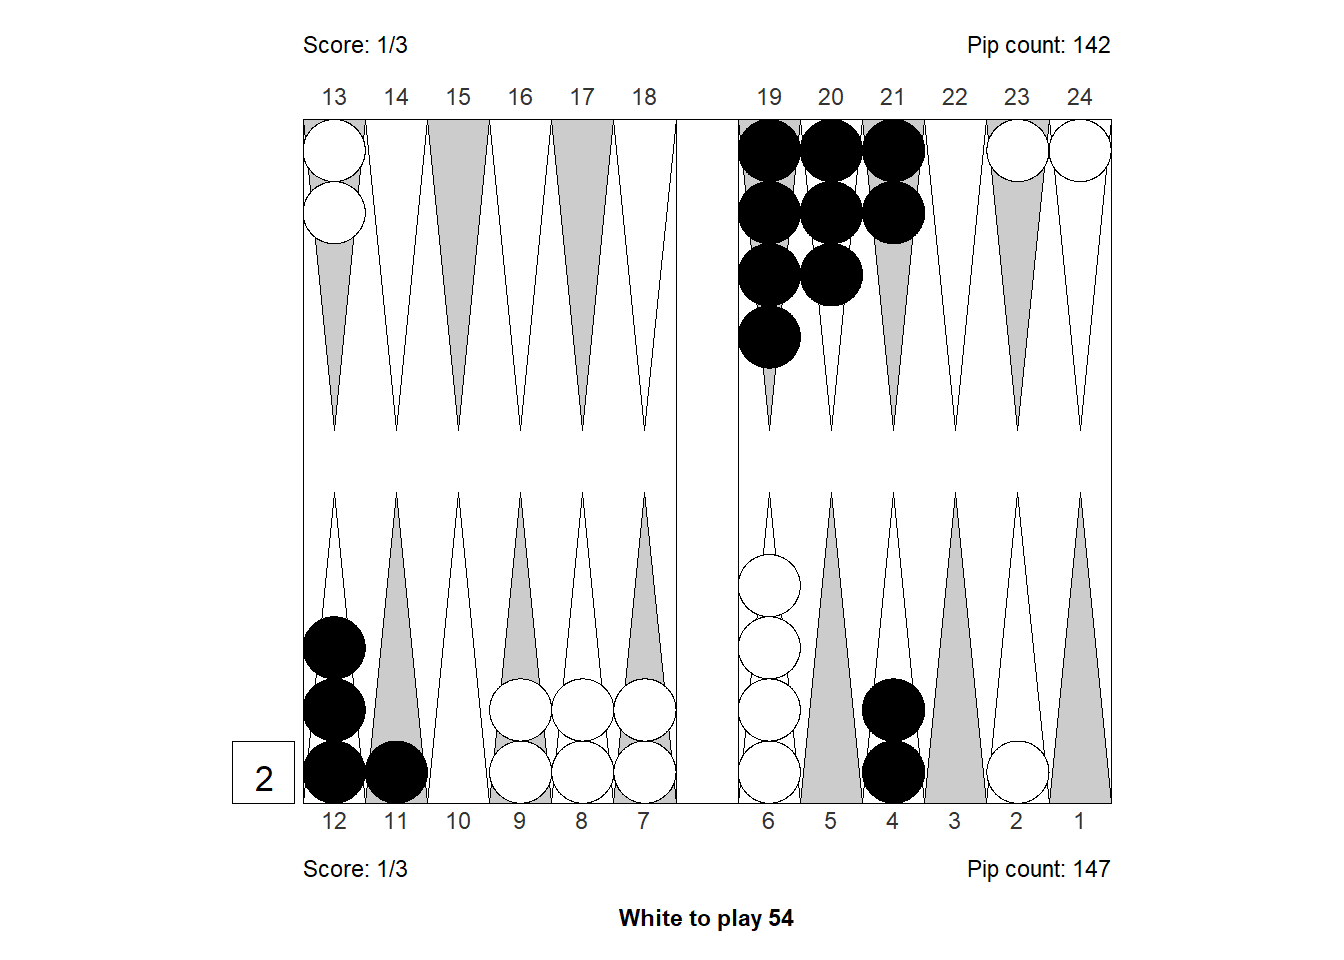 Score: 1/3 Pip count: 142
13 14 15 16 17 18 19 20 21 22 23 24
2
12 11 10 9 8 7 6 5 4 3 2 1
Score: 1/3 Pip count: 147
White to play 54